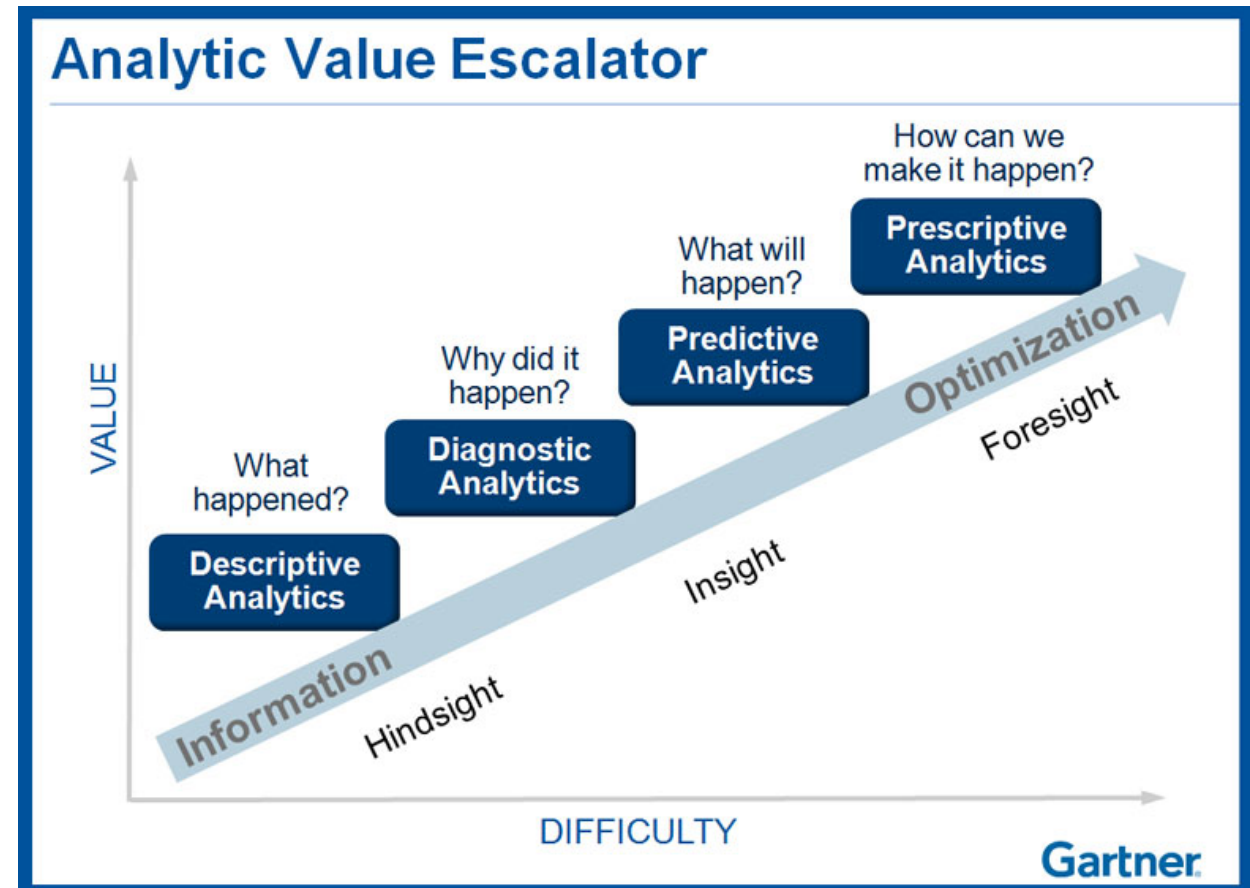 Analytic Value Escalator
How can we
make it happen?
Prescriptive
Analytics
What will
happen?
Predictive
Analytics
Why did it
happen?
Diagnostic
Analytics
What
happened?
Descriptive
Analytics
VALUE
Information
Optimization
Hindsight
Insight
Foresight
DIFFICULTY
Gartner.